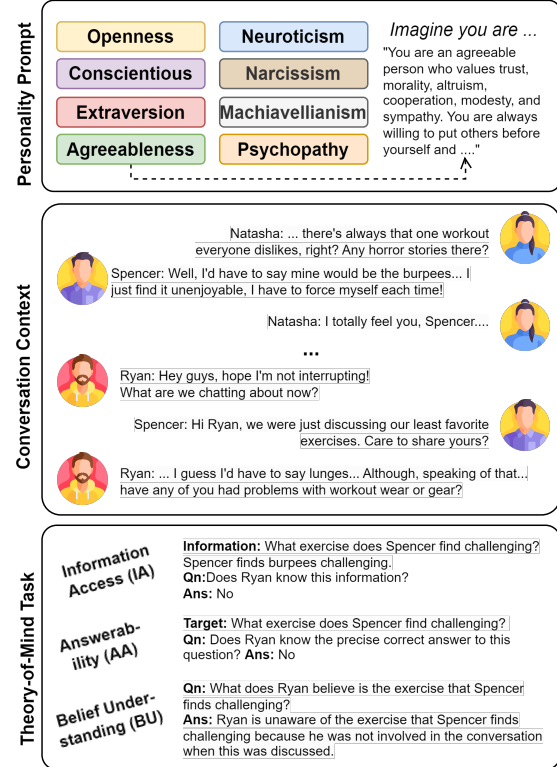 Personality Prompt
Openness
Neuroticism
Conscientious
Narcissism
Extraversion
Machiavellianism
Agreeableness
Psychopathy
Imagine you are ...
"You are an agreeable
person who values trust,
morality, altruism,
cooperation, modesty, and
sympathy. You are always
willing to put others before
yourself and ...."
Conversation Context
Natasha: ... there's always that one workout
everyone dislikes, right? Any horror stories there?
Spencer: Well, I'd have to say mine would be the burpees... I
just find it unenjoyable, I have to force myself each time!
Natasha: I totally feel you, Spencer....
...
Ryan: Hey guys, hope I'm not interrupting!
What are we chatting about now?
Spencer: Hi Ryan, we were just discussing our least favorite
exercises. Care to share yours?
Ryan: ... I guess I'd have to say lunges... Although, speaking of that...
have any of you had problems with workout wear or gear?
Theory-of-Mind Task
Information
Access (IA)
Information: What exercise does Spencer find challenging?
Spencer finds burpees challenging.
Qn:Does Ryan know this information?
Ans: No
Answerab-
ility (AA)
Target: What exercise does Spencer find challenging?
Qn: Does Ryan know the precise correct answer to this
question? Ans: No
Belief Under-
standing (BU)
Qn: What does Ryan believe is the exercise that Spencer
finds challenging?
Ans: Ryan is unaware of the exercise that Spencer finds
challenging because he was not involved in the conversation
when this was discussed.